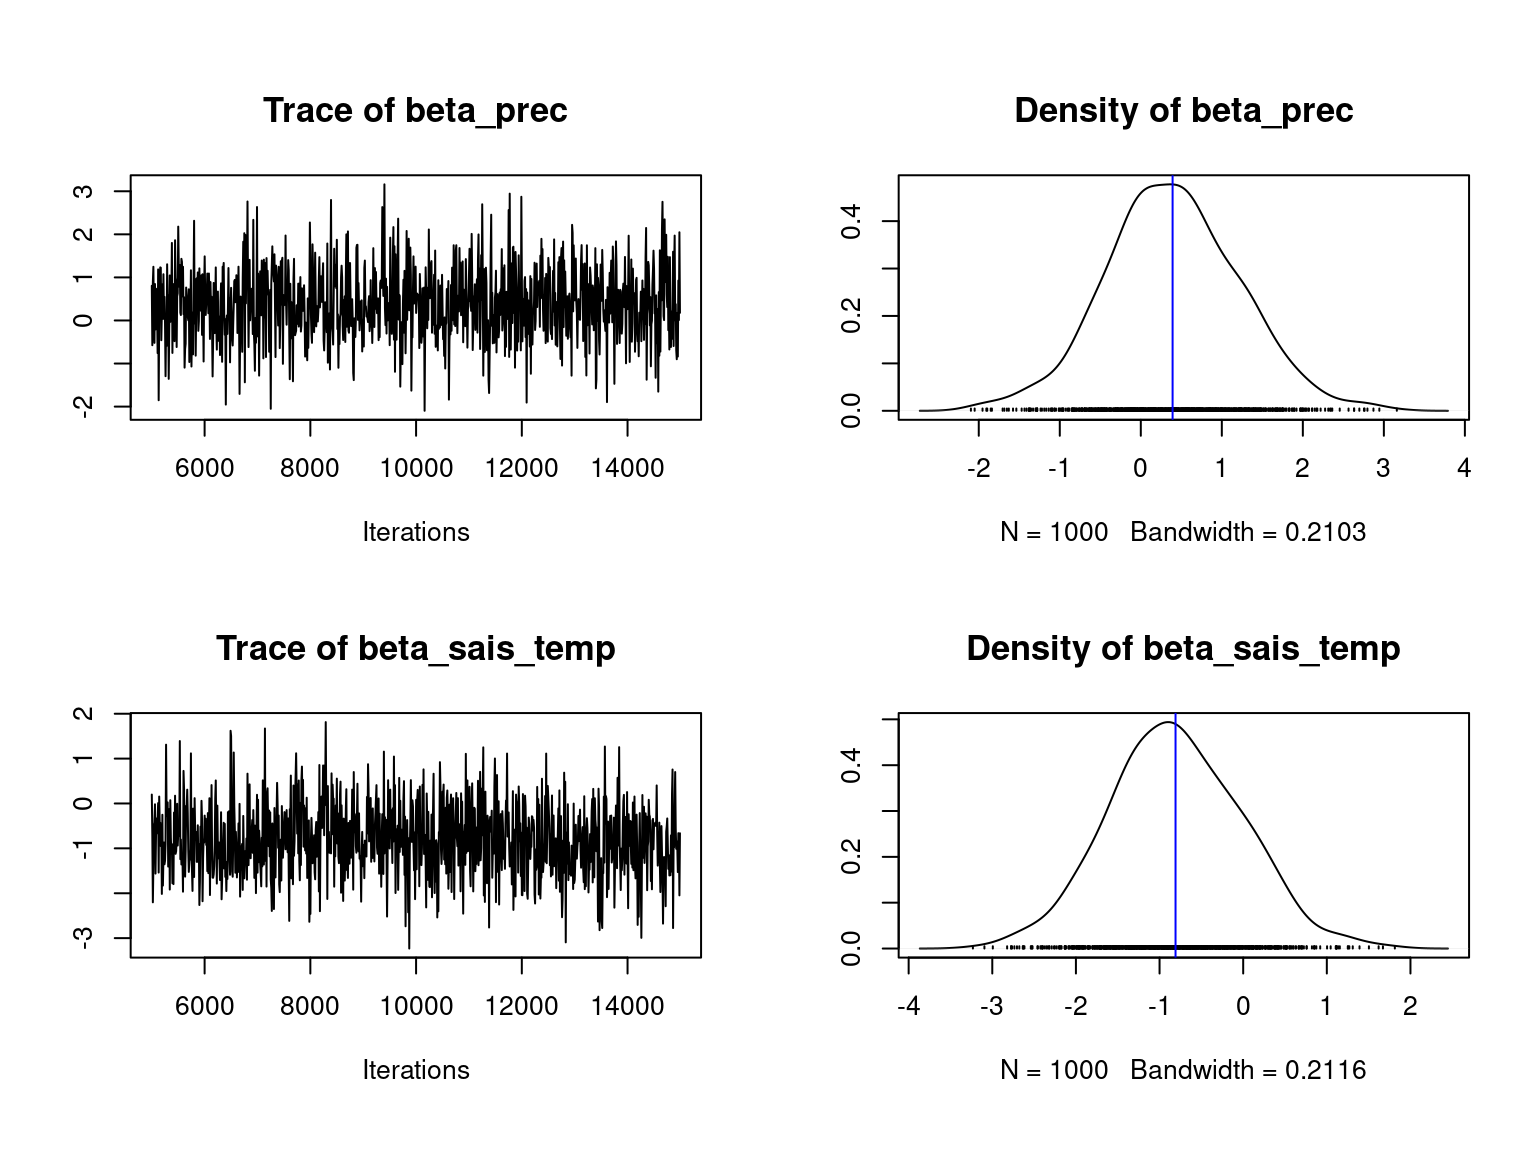 Trace of beta_prec
3
2
1
0
-2
6000 8000 10000 12000 14000
Iterations
Density of beta_prec
0.4
0.2
0.0
-2 -1 0 1 2 3 4
N = 1000 Bandwidth = 0.2103
Trace of beta_sais_temp
2
1
0
-1
-3
6000 8000 10000 12000 14000
Iterations
Density of beta_sais_temp
0.4
0.2
0.0
-4 -3 -2 -1 0 1 2
N = 1000 Bandwidth = 0.2116